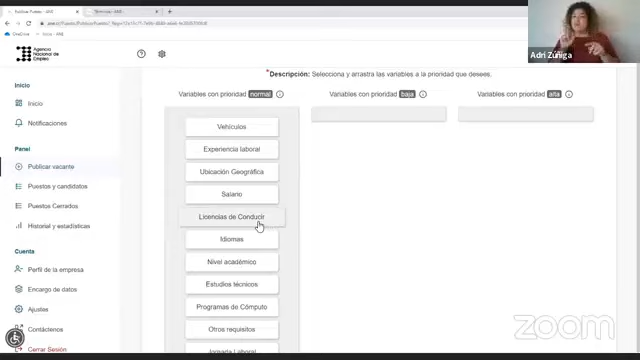 Adri Zúñiga
Agencia
Nacional de
Empleo
Inicio
Inicio
Notificaciones
Panel
Publicar vacante
Puestos y candidatos
Puestos Cerrados
Historial y estadísticas
Cuenta
Perfil de la empresa
Encargado de datos
Ajustes
Contáctenos
Cerrar Sesión
*Descripción: Selecciona y arrastra las variables a la prioridad que desees.
Variables con prioridad normal
Variables con prioridad baja
Variables con prioridad alta
Vehículos
Experiencia laboral
Ubicación Geográfica
Salario
Licencias de Conducir
Idiomas
Nivel académico
Estudios técnicos
Programas de Cómputo
Otros requisitos
Jornada Laboral
zoom